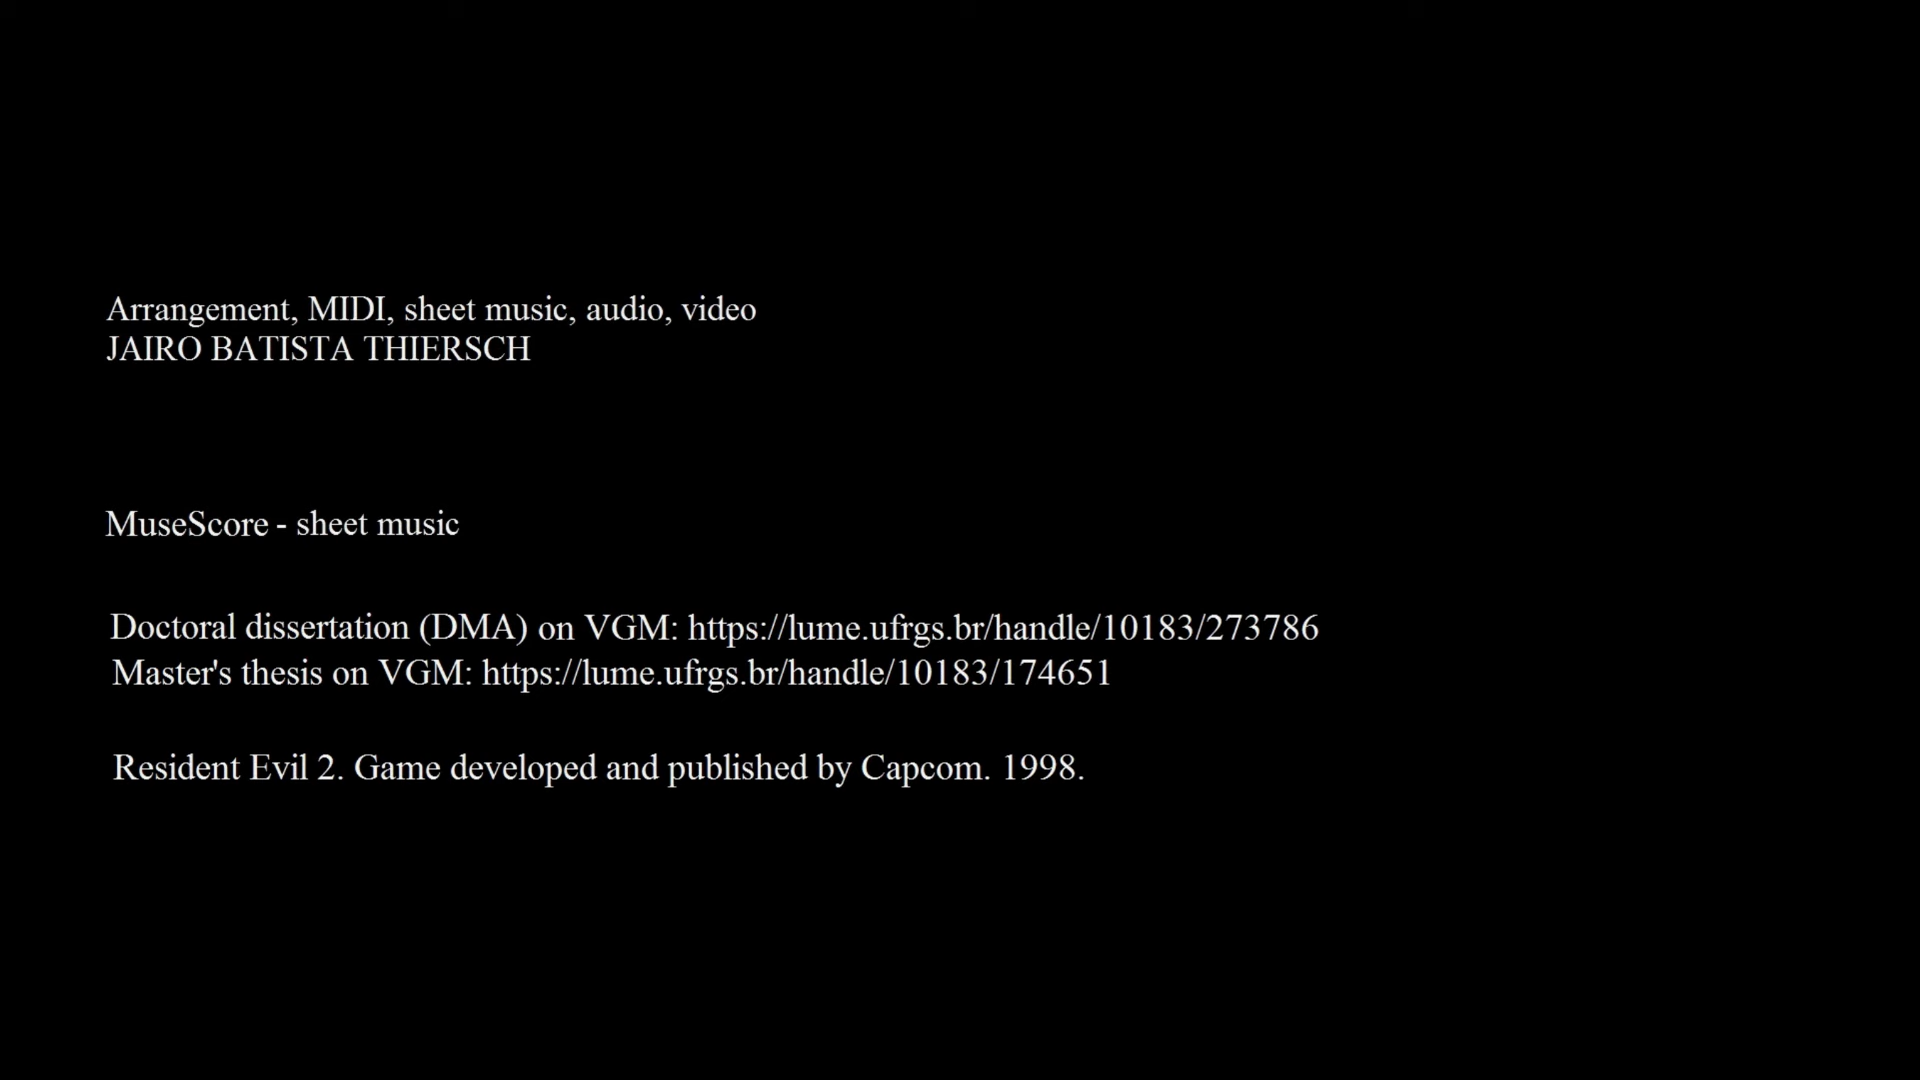 Arrangement, MIDI, sheet music, audio, video
JAIRO BATISTA THIERSCH
MuseScore - sheet music
Doctoral dissertation (DMA) on VGM: https://lume.ufrgs.br/handle/10183/273786
Master's thesis on VGM: https://lume.ufrgs.br/handle/10183/174651
Resident Evil 2. Game developed and published by Capcom. 1998.